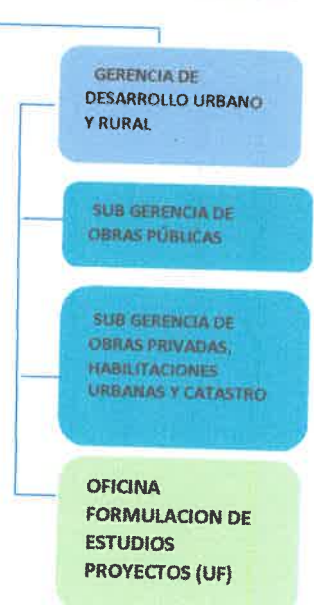 GERENCIA DE
DESARROLLO URBANO
Y RURAL
SUB GERENCIA DE
OBRAS PÚBLICAS
SUB GERENCIA DE
OBRAS PRIVADAS,
HABILITACIONES
URBANAS Y CATASTRO
OFICINA
FORMULACION DE
ESTUDIOS
PROYECTOS (UF)